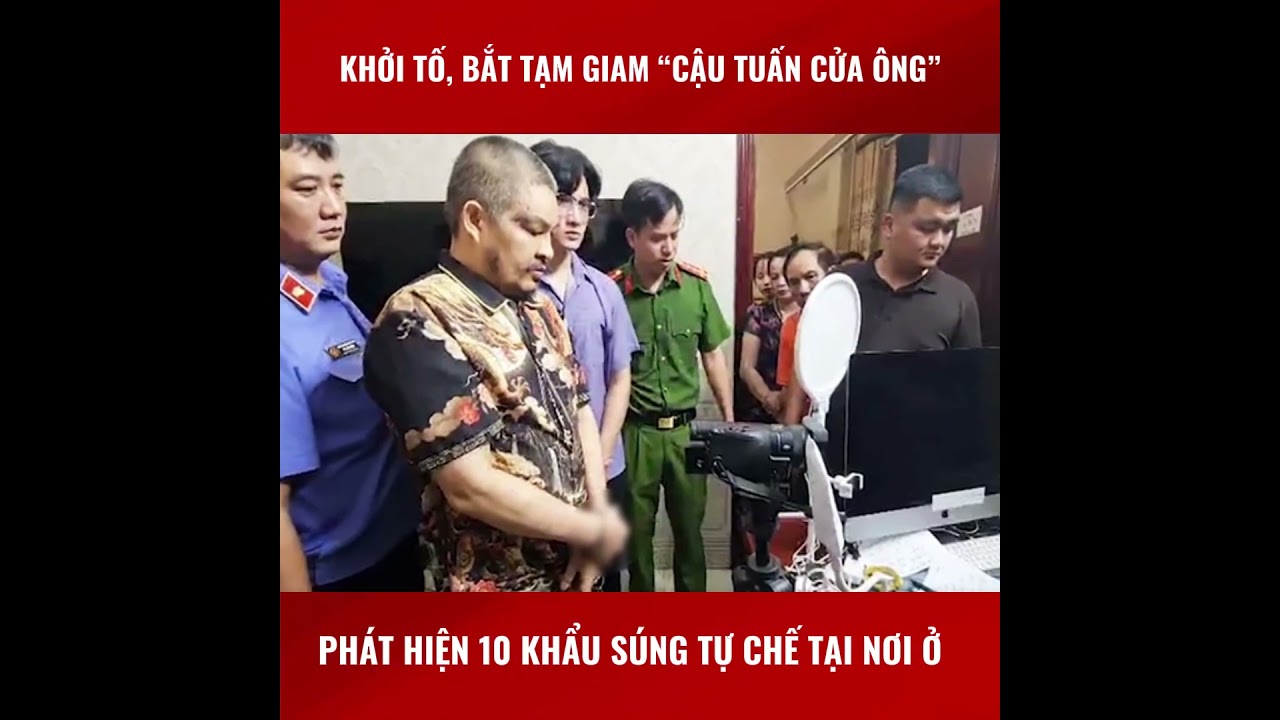 KHỞI TỐ, BẮT TẠM GIAM “CẬU TUẤN CỬA ÔNG”
PHÁT HIỆN 10 KHẨU SÚNG TỰ CHẾ TẠI NƠI Ở